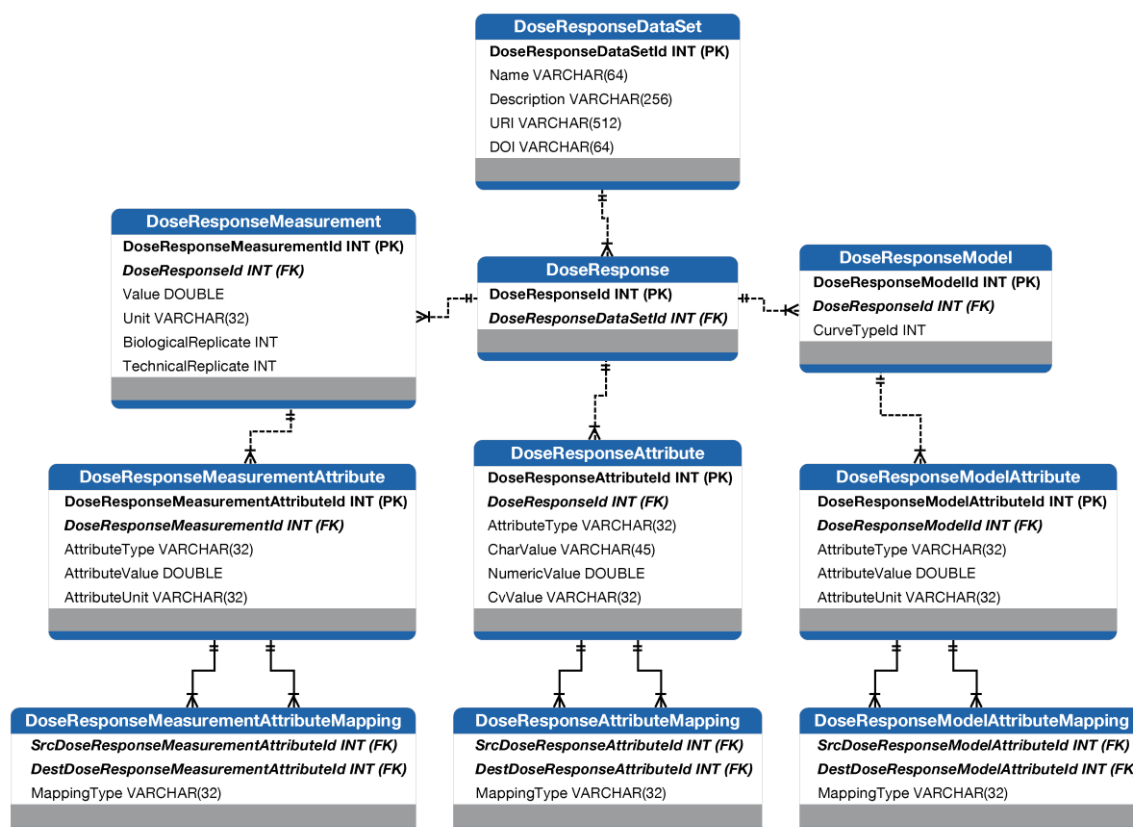 DoseResponseDataSet
DoseResponseDataSetId INT (PK)
Name VARCHAR(64)
Description VARCHAR(256)
URI VARCHAR(512)
DOI VARCHAR(64)
DoseResponseMeasurement
DoseResponseMeasurementId INT (PK)
DoseResponseId INT (FK)
Value DOUBLE
Unit VARCHAR(32)
BiologicalReplicate INT
TechnicalReplicate INT
DoseResponse
DoseResponseId INT (PK)
DoseResponseDataSetId INT (FK)
DoseResponseModel
DoseResponseModelId INT (PK)
DoseResponseId INT (FK)
CurveTypeId INT
DoseResponseMeasurementAttribute
DoseResponseMeasurementAttributeId INT (PK)
DoseResponseMeasurementId INT (FK)
AttributeType VARCHAR(32)
AttributeValue DOUBLE
AttributeUnit VARCHAR(32)
DoseResponseAttribute
DoseResponseAttributeId INT (PK)
DoseResponseId INT (FK)
AttributeType VARCHAR(32)
CharValue VARCHAR(45)
NumericValue DOUBLE
CvValue VARCHAR(32)
DoseResponseModelAttribute
DoseResponseModelAttributeId INT (PK)
DoseResponseModelId INT (FK)
AttributeType VARCHAR(32)
AttributeValue DOUBLE
AttributeUnit VARCHAR(32)
DoseResponseMeasurementAttributeMapping
SrcDoseResponseMeasurementAttributeId INT (FK)
DestDoseResponseMeasurementAttributeId INT (FK)
MappingType VARCHAR(32)
DoseResponseAttributeMapping
SrcDoseResponseAttributeId INT (FK)
DestDoseResponseAttributeId INT (FK)
MappingType VARCHAR(32)
DoseResponseModelAttributeMapping
SrcDoseResponseModelAttributeId INT (FK)
DestDoseResponseModelAttributeId INT (FK
MappingType VARCHAR(32)